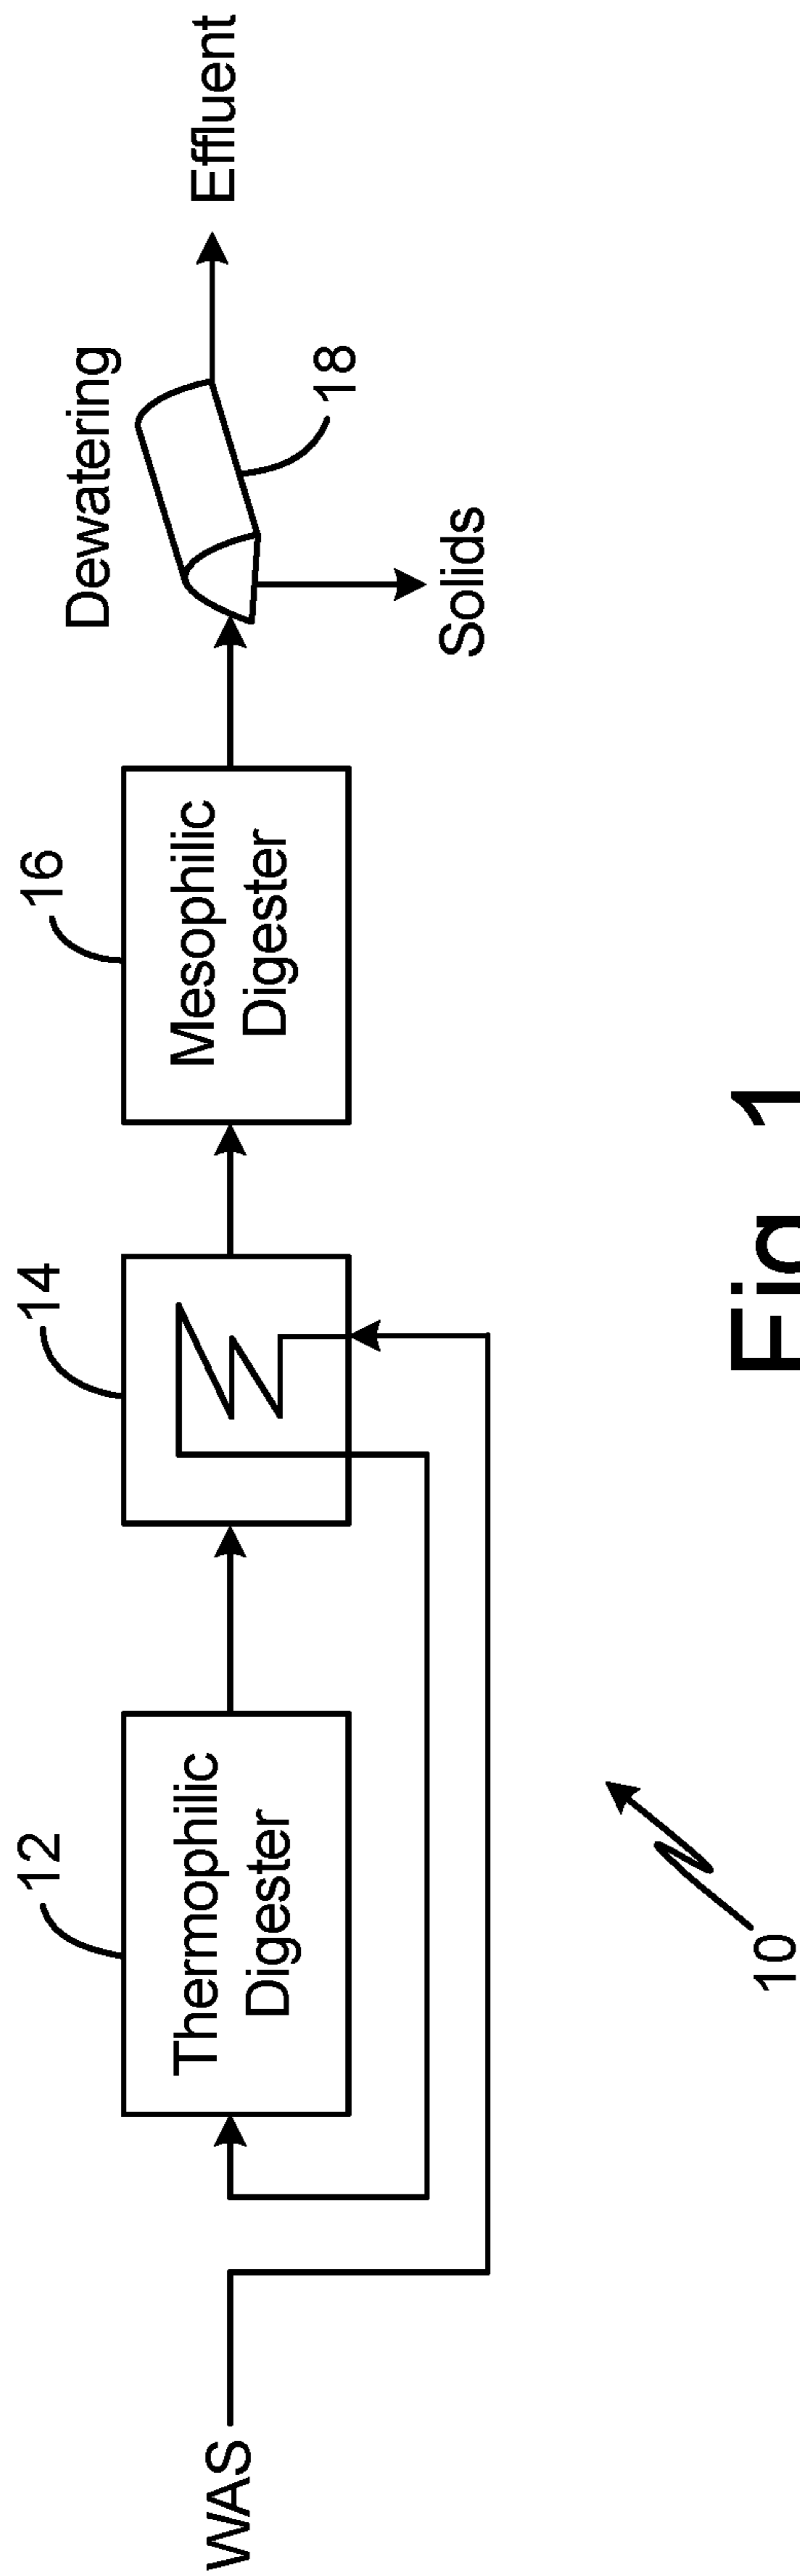 12
14
16
Dewatering
WAS
Thermophilic
Digester
Mesophilic
Digester
Effluent
18
Solids
10
Fig. 1